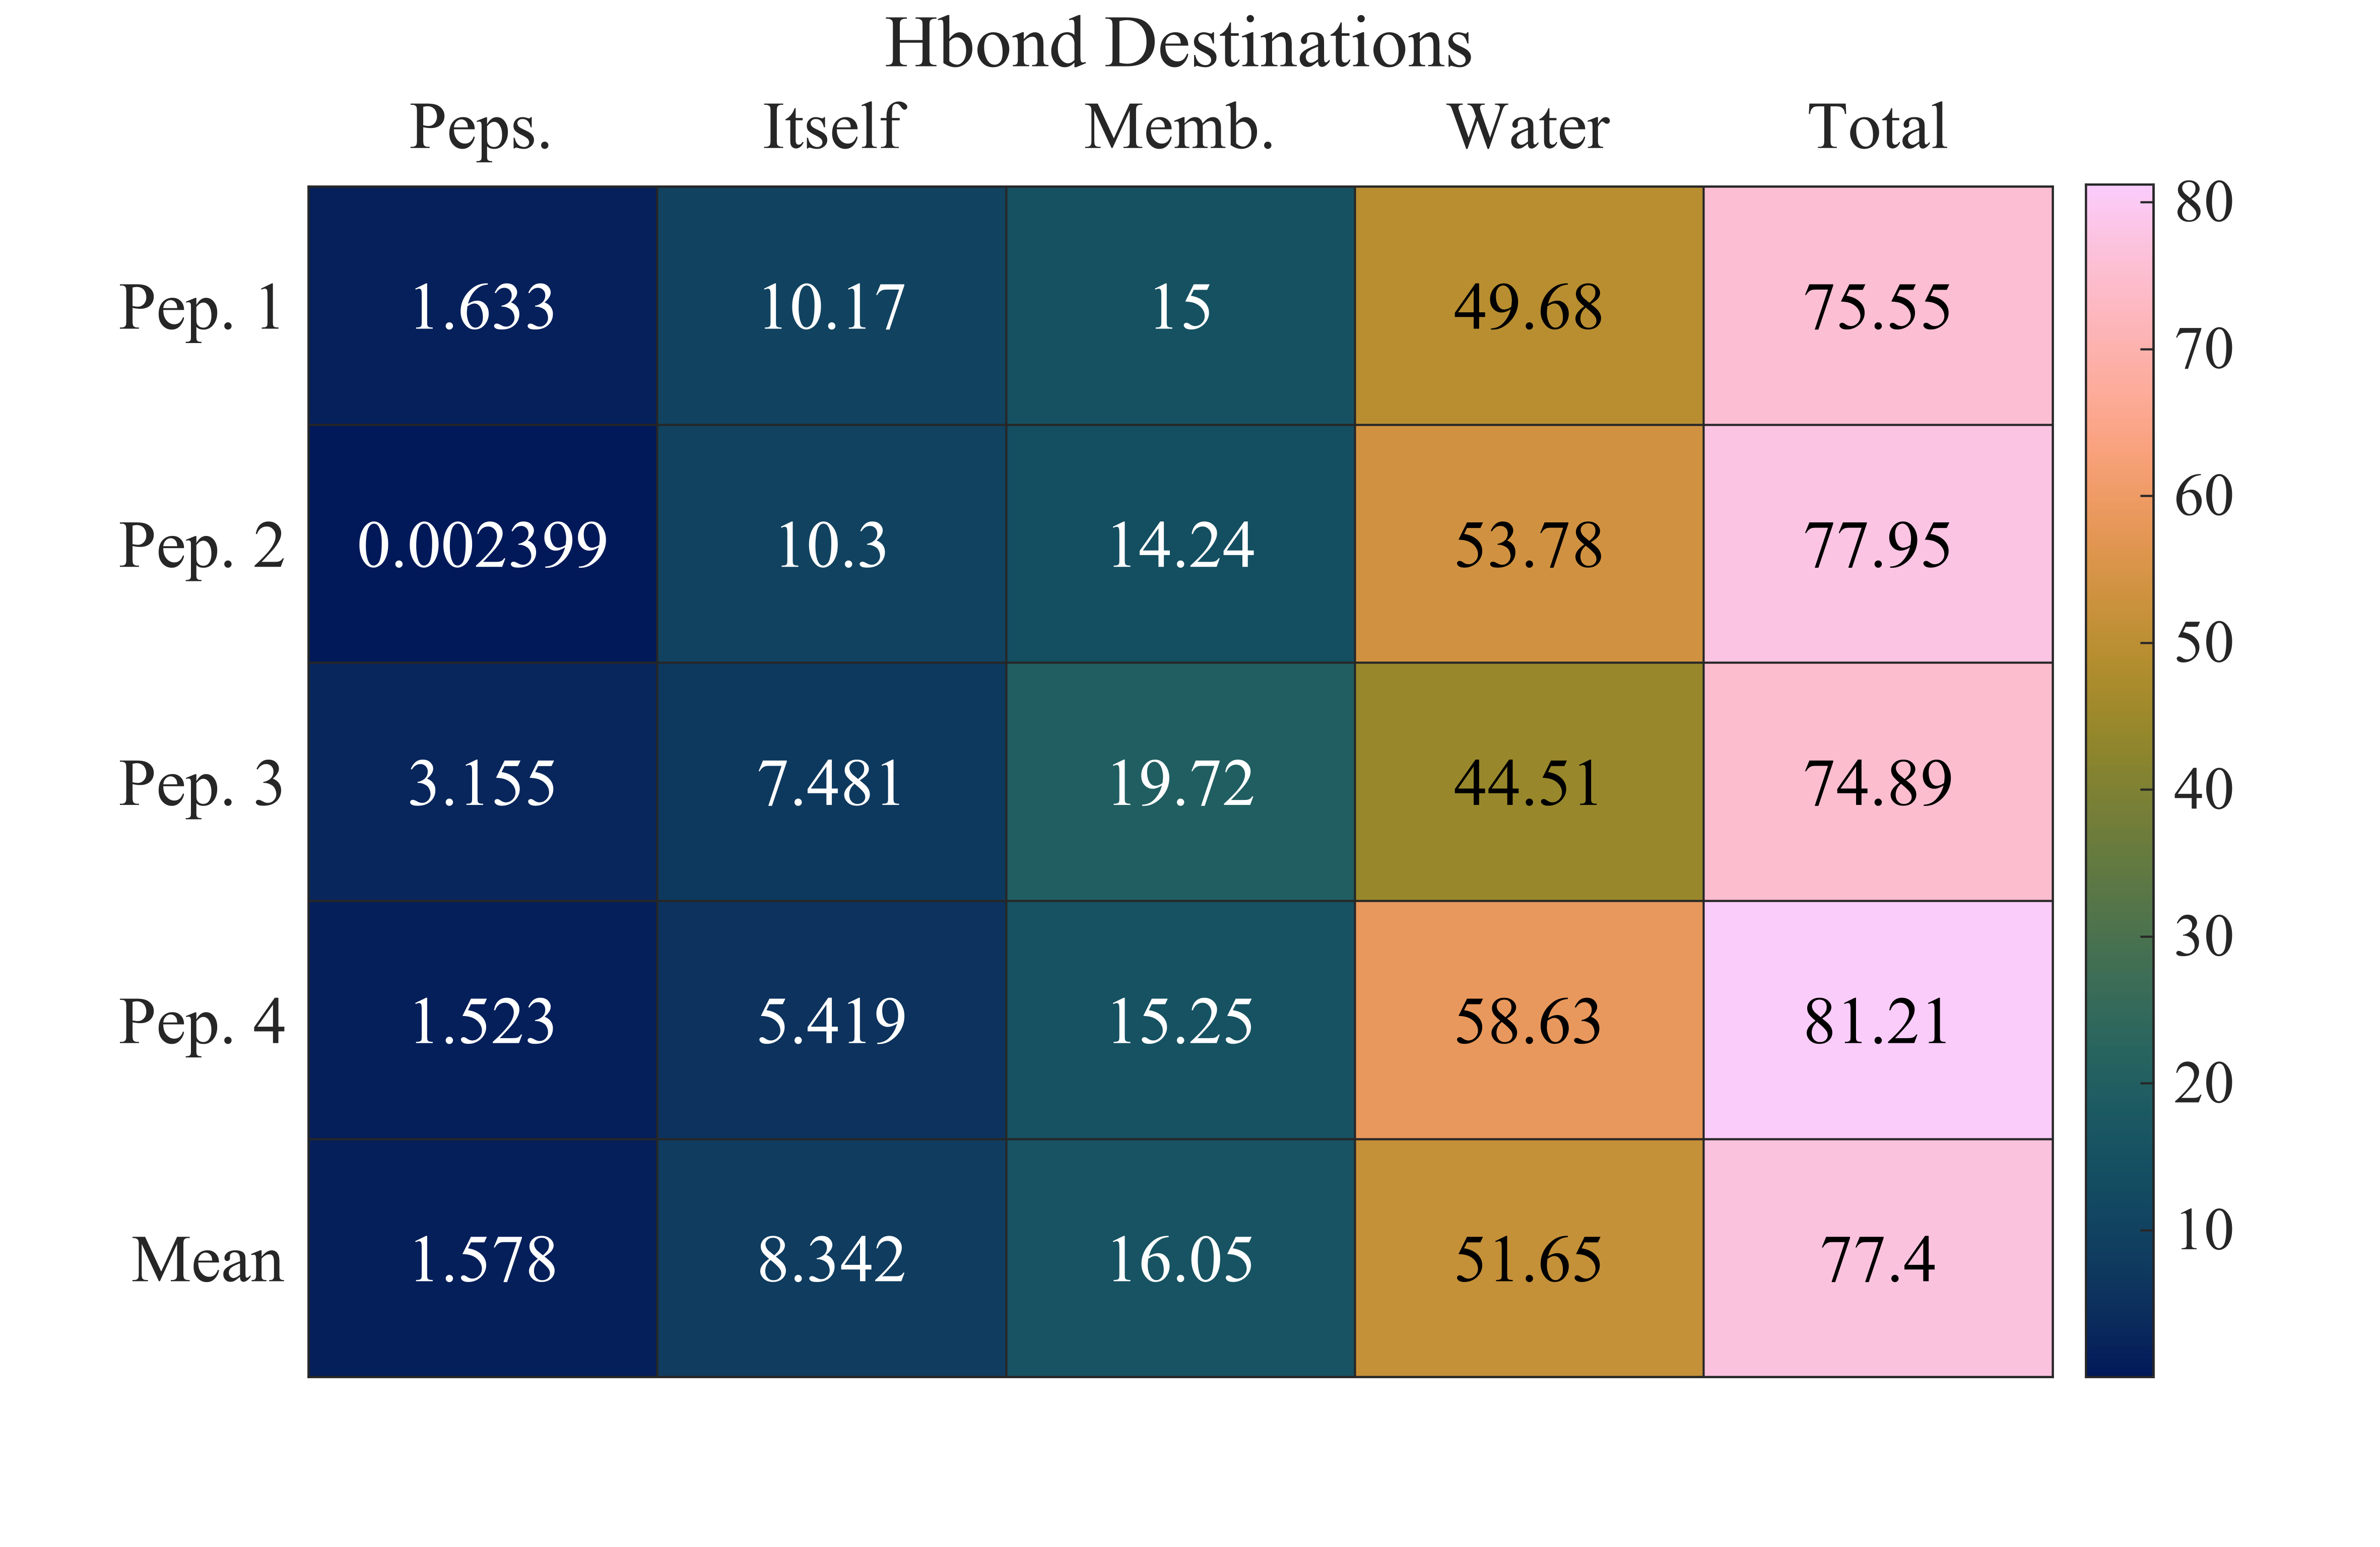 Hbond Destinations
Peps. Itself Memb. Water Total
Pep. 1 1.633 10.17 15 49.68 75.55
Pep. 2 0.002399 10.3 14.24 53.78 77.95
Pep. 3 3.155 7.481 19.72 44.51 74.89
Pep. 4 1.523 5.419 15.25 58.63 81.21
Mean 1.578 8.342 16.05 51.65 77.4
80
70
60
50
40
30
20
10